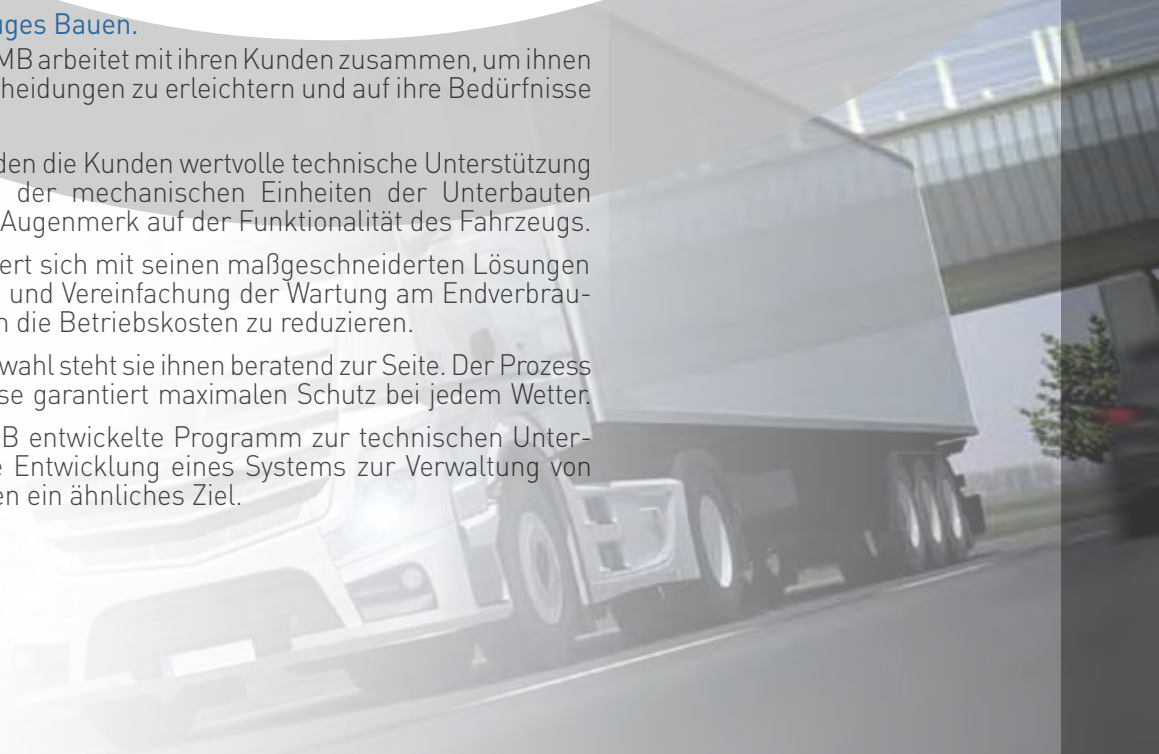 uges Bauen.
MB arbeitet mit ihren Kunden zusammen, um ihnen
heidungen zu erleichtern und auf ihre Bedürfnisse
den die Kunden wertvolle technische Unterstützung
der mechanischen Einheiten der Unterbauten
Augenmerk auf der Funktionalität des Fahrzeugs.
ert sich mit seinen maßgeschneiderten Lösungen
und Vereinfachung der Wartung am Endverbrau-
n die Betriebskosten zu reduzieren.
wahl steht sie ihnen beratend zur Seite. Der Prozess
se garantiert maximalen Schutz bei jedem Wetter.
B entwickelte Programm zur technischen Unter-
e Entwicklung eines Systems zur Verwaltung von
en ein ähnliches Ziel.